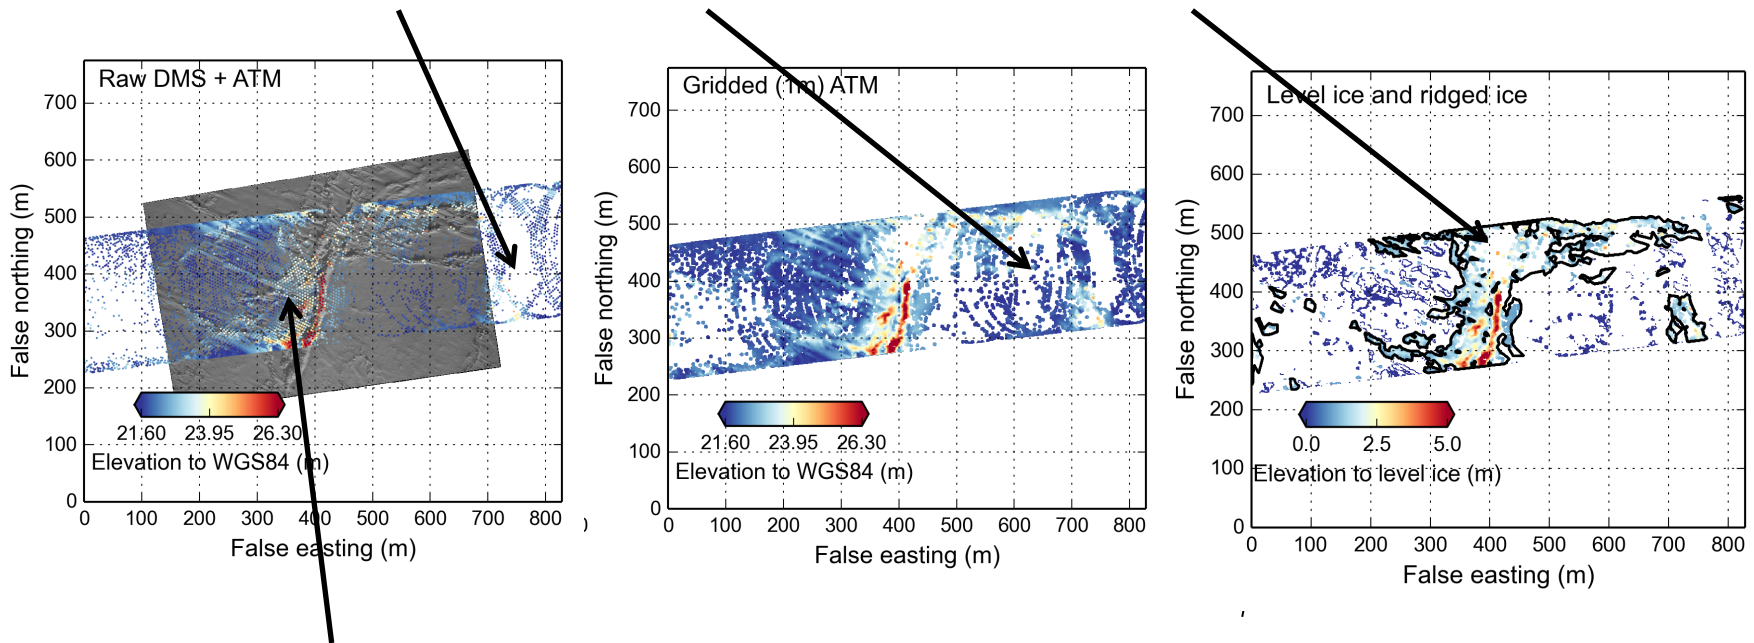 Raw DMS + ATM
700
600
500
400
300
200
100
0
21.60 23.95 26.30
Elevation to WGS84 (m)
0 100 200 300 400 500 600 700 800
False easting (m)
False northing (m)
0
Gridded (1m) ATM
700
600
500
400
300
200
100
0
21.60 23.95 26.30
Elevation to WGS84 (m)
0 100 200 300 400 500 600 700 800
False easting (m)
False northing (m)
Level ice and ridged ice
700
600
500
400
300
200
100
0
0.0 2.5 5.0
Elevation to level ice (m)
0 100 200 300 400 500 600 700 800
False easting (m)
False northing (m)